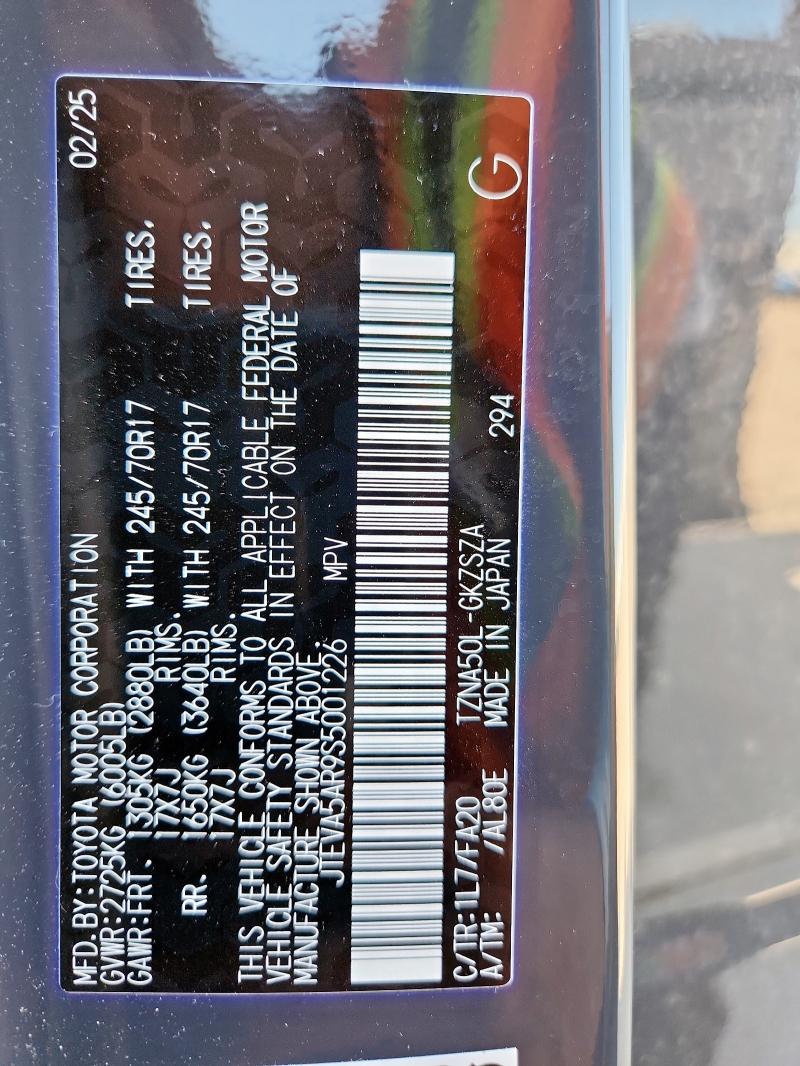 MFD. BY: TOYOTA MOTOR CORPORATION 02/25
GVWR: 2725KG (6005LB)
GAWR: FRT. 1305KG (2880LB) WITH 245/70R17 TIRES,
17X7J RIMS.
RR. 1650KG (3640LB) WITH 245/70R17 TIRES,
17X7J RIMS.
THIS VEHICLE CONFORMS TO ALL APPLICABLE FEDERAL MOTOR
VEHICLE SAFETY STANDARDS IN EFFECT ON THE DATE OF
MANUFACTURE SHOWN ABOVE.
JTEVA5AR9S5001226 MPV
C/TR: 1L7/FA20 TZNA50L-GKZSZA 294 G
A/TM: /AL80E MADE IN JAPAN